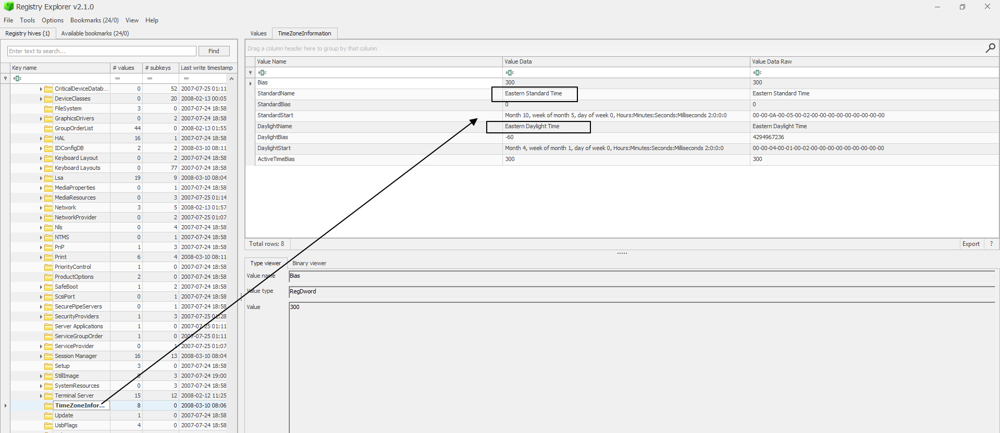 Registry Explorer v2.1.0
File Tools Options Bookmarks (24/0) View Help
Registry hives (1) Available bookmarks (24/0)
Enter text to search... Find
Key name # values # subkeys Last write timestamp
ABC = = =
CriticalDeviceDatab... 0 52 2007-07-25 01:11
DeviceClasses 0 20 2008-02-13 00:05
FileSystem 3 0 2007-07-24 18:58
GraphicsDrivers 0 2 2007-07-24 18:58
GroupOrderList 44 0 2008-02-13 01:55
HAL 16 1 2007-07-24 18:58
IDConfigDB 2 2 2008-03-10 08:11
Keyboard Layout 0 2 2007-07-24 18:58
Keyboard Layouts 0 77 2007-07-24 18:58
Lsa 19 9 2008-03-10 08:04
MediaProperties 0 1 2007-07-24 18:58
MediaResources 0 3 2007-07-25 01:14
Network 3 5 2008-02-13 01:57
NetworkProvider 0 2 2007-07-25 01:07
Nls 0 4 2007-07-24 18:58
NTMS 0 1 2007-07-24 18:58
PnP 1 3 2007-07-24 18:58
Print 6 4 2008-03-10 08:11
PriorityControl 1 0 2007-07-24 18:58
ProductOptions 2 0 2007-07-24 18:58
SafeBoot 1 2 2007-07-24 18:58
ScsiPort 0 1 2007-07-24 18:58
SecurePipeServers 0 1 2007-07-24 18:58
SecurityProviders 1 3 2007-07-25 01:28
Server Applications 1 0 2007-07-25 01:11
ServiceGroupOrder 1 0 2007-07-25 01:11
ServiceProvider 0 1 2007-07-25 01:07
Session Manager 16 13 2008-03-10 08:04
Setup 3 0 2007-07-24 18:58
StillImage 0 3 2007-07-24 19:00
SystemResources 0 3 2007-07-24 18:58
Terminal Server 15 12 2008-02-12 11:25
TimeZoneInfor... 8 0 2008-03-10 08:06
Update 1 0 2007-07-24 18:58
UsbFlags 4 0 2007-07-24 18:58
Values TimeZoneInformation
Drag a column header here to group by that column
Value Name Value Data Value Data Raw
ABC ABC ABC
Bias 300 300
StandardName Eastern Standard Time Eastern Standard Time
StandardBias 0 0
StandardStart Month 10, week of month 5, day of week 0, Hours:Minutes:Seconds:Milliseconds 2:0:0:0 00-00-0A-00-05-00-02-00-00-00-00-00-00-00-00-00
DaylightName Eastern Daylight Time Eastern Daylight Time
DaylightBias -60 4294967236
DaylightStart Month 4, week of month 1, day of week 0, Hours:Minutes:Seconds:Milliseconds 2:0:0:0 00-00-04-00-01-00-02-00-00-00-00-00-00-00-00-00
ActiveTimeBias 300 300
Total rows: 8 Export ?
Type viewer Binary viewer
Value name Bias
Value type RegDword
Value 300